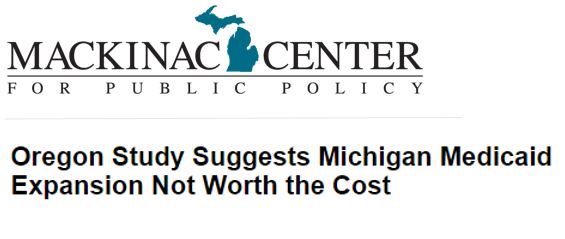 MACKINAC CENTER
FOR PUBLIC POLICY
Oregon Study Suggests Michigan Medicaid
Expansion Not Worth the Cost